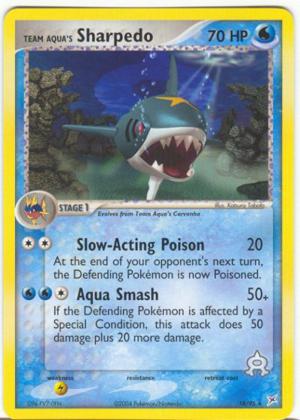 TEAM AQUA'S Sharpedo 70 HP
illus. Katsura Tabata
STAGE 1
Evolves from Team Aqua's Carvanha
Slow-Acting Poison 20
At the end of your opponent's next turn,
the Defending Pokémon is now Poisoned.
Aqua Smash 50+
If the Defending Pokémon is affected by a
Special Condition, this attack does 50
damage plus 20 more damage.
weakness resistance retreat cost
©2004 Pokémon/Nintendo